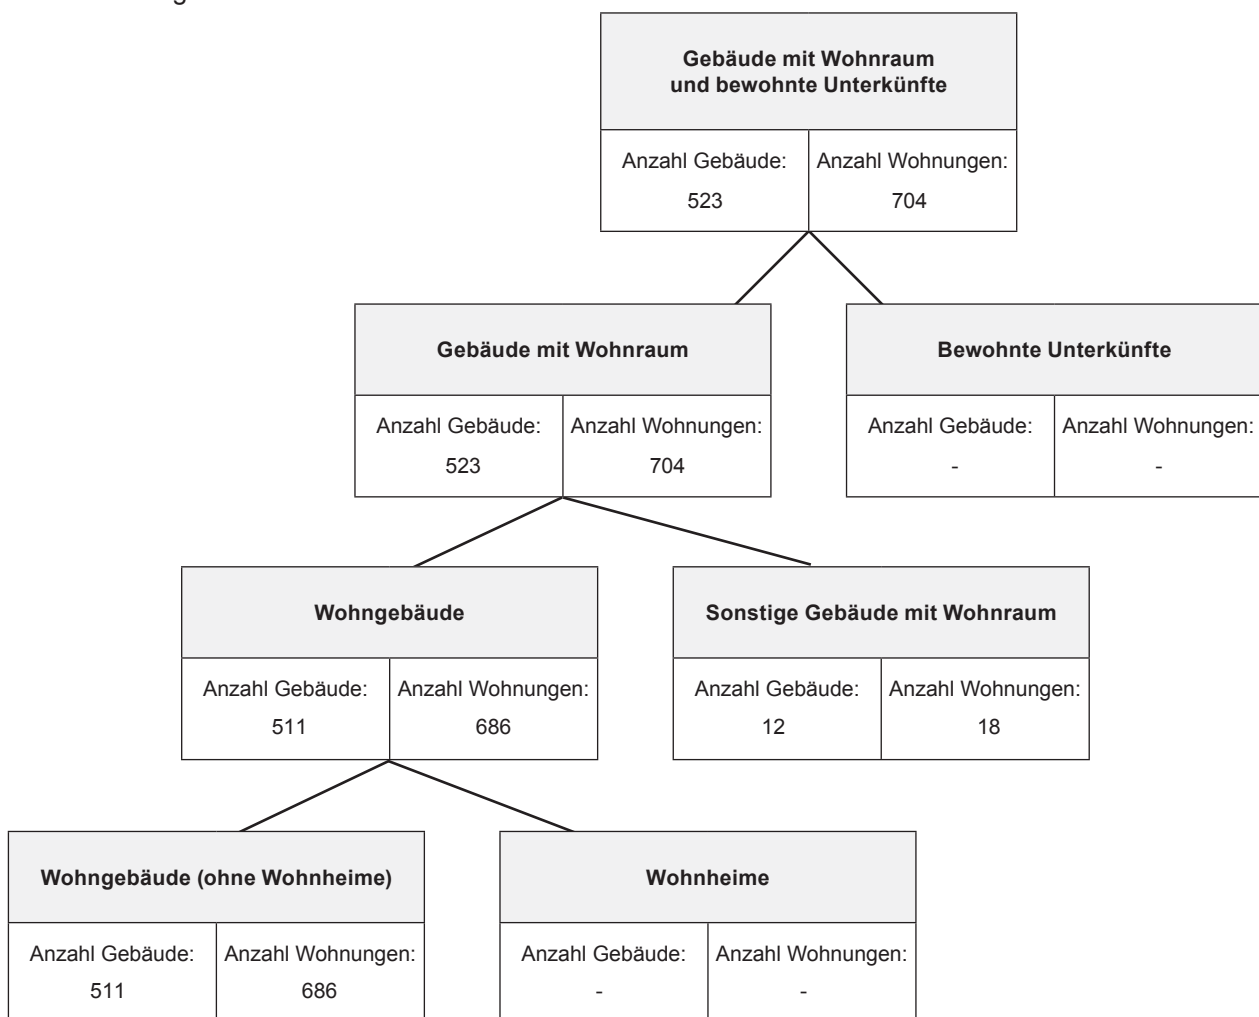 Gebäude mit Wohnraum
und bewohnte Unterkünfte
Anzahl Gebäude: Anzahl Wohnungen:
523 704
Gebäude mit Wohnraum
Anzahl Gebäude: Anzahl Wohnungen:
523 704
Bewohnte Unterkünfte
Anzahl Gebäude: Anzahl Wohnungen:
- -
Wohngebäude
Anzahl Gebäude: Anzahl Wohnungen:
511 686
Sonstige Gebäude mit Wohnraum
Anzahl Gebäude: Anzahl Wohnungen:
12 18
Wohngebäude (ohne Wohnheime)
Anzahl Gebäude: Anzahl Wohnungen:
511 686
Wohnheime
Anzahl Gebäude: Anzahl Wohnungen:
- -